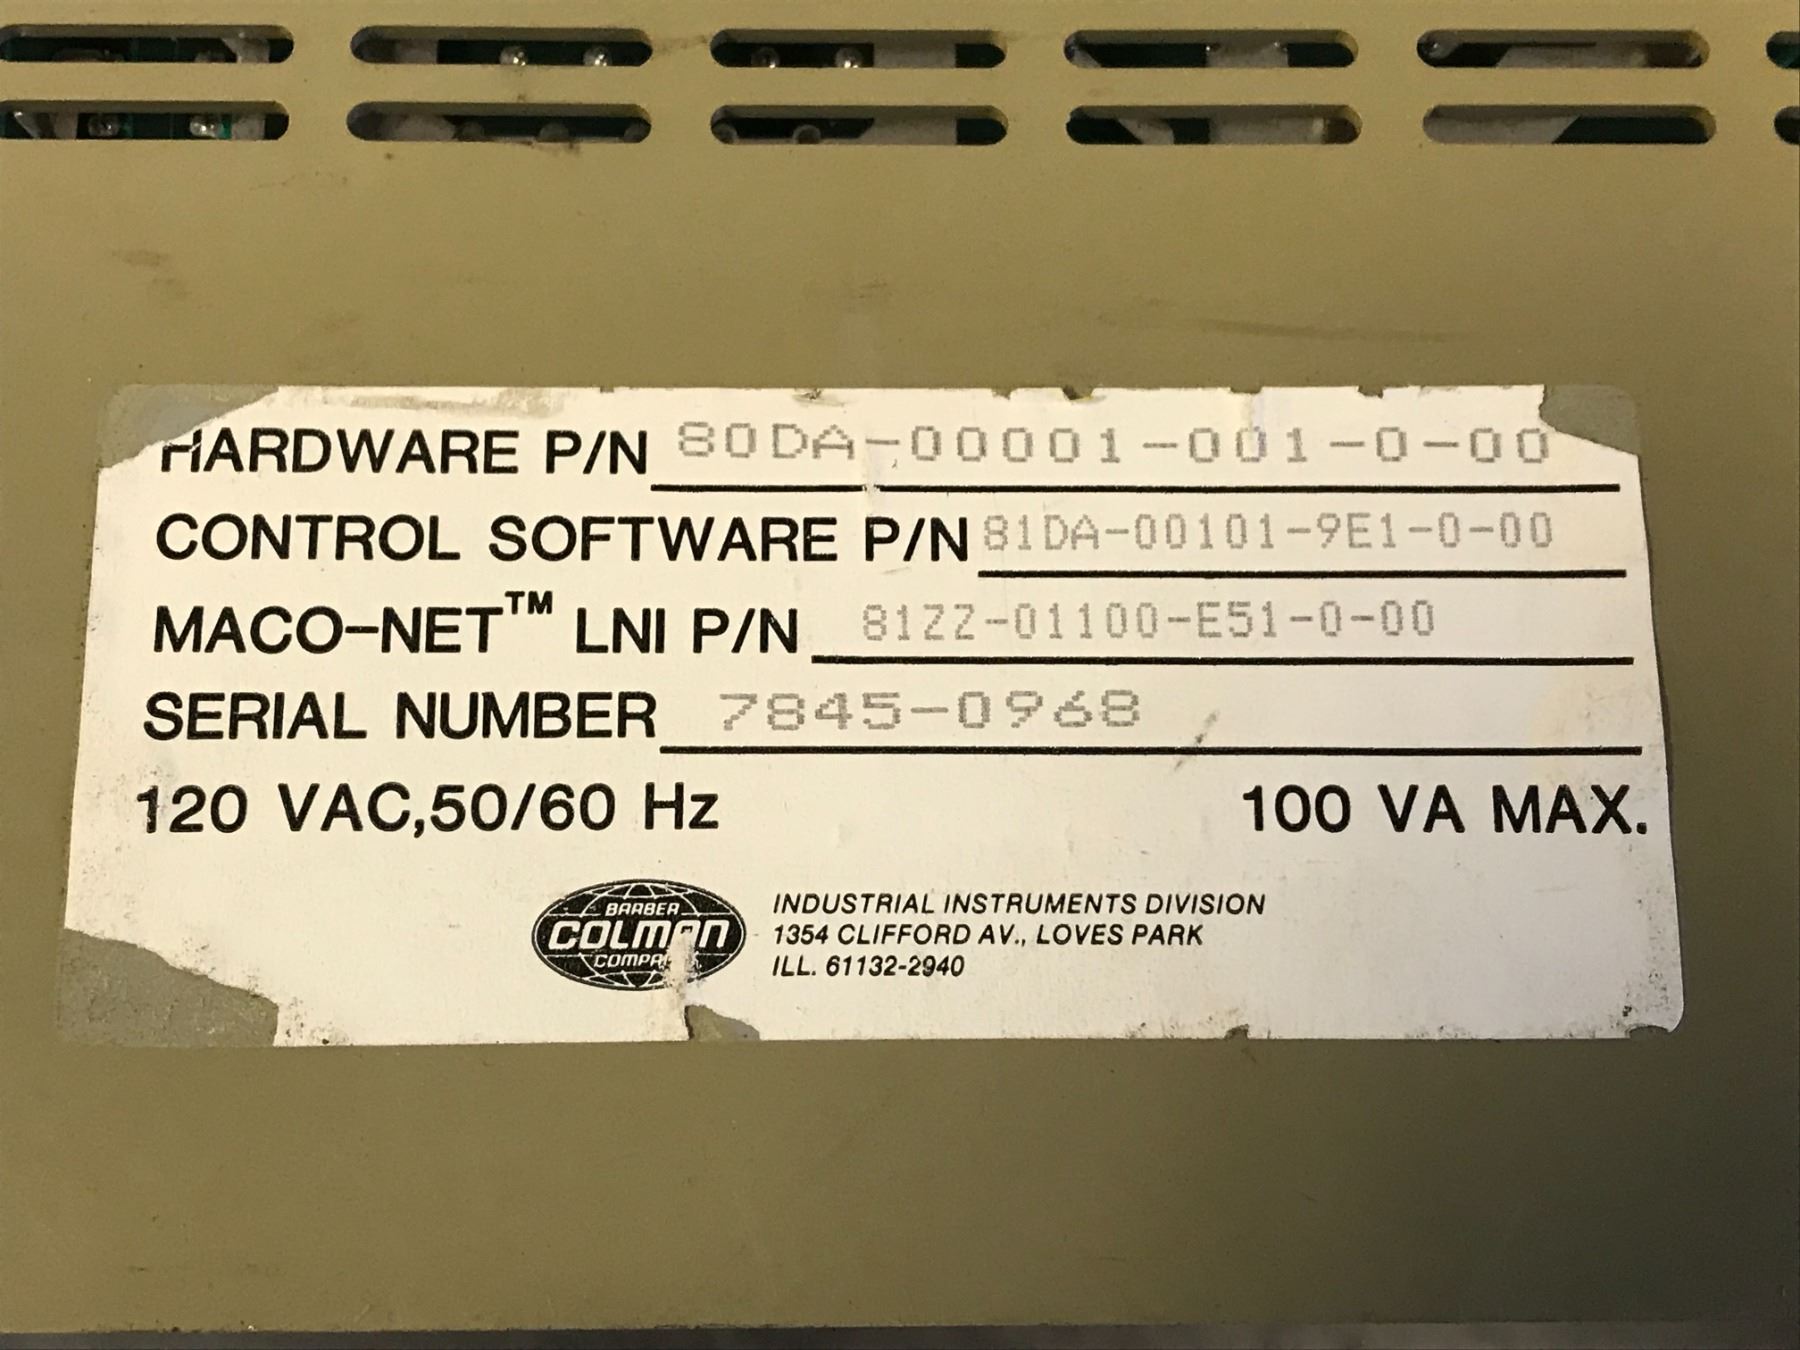 HARDWARE P/N 80DA-00001-001-0-00
CONTROL SOFTWARE P/N 81DA-00101-9E1-0-00
MACO-NET™ LNI P/N 81ZZ-01100-E51-0-00
SERIAL NUMBER 7845-0968
120 VAC,50/60 Hz 100 VA MAX.
BARBER
COLMAN
COMPANY
INDUSTRIAL INSTRUMENTS DIVISION
1354 CLIFFORD AV., LOVES PARK
ILL. 61132-2940